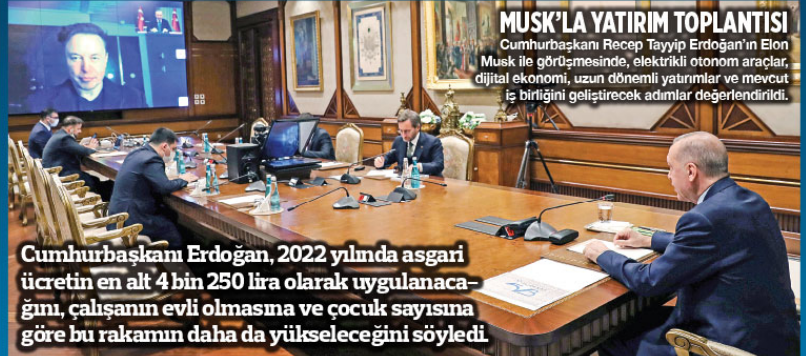 MUSK'LA YATIRIM TOPLANTISI
Cumhurbaşkanı Recep Tayyip Erdoğan'ın Elon
Musk ile görüşmesinde, elektrikli otonom araçlar,
dijital ekonomi, uzun dönemli yatırımlar ve mevcut
iş birliğini geliştirecek adımlar değerlendirildi.
Cumhurbaşkanı Erdoğan, 2022 yılında asgari
ücretin en alt 4 bin 250 lira olarak uygulanaca-
ğını, çalışanın evli olmasına ve çocuk sayısına
göre bu rakamın daha da yükseleceğini söyledi.